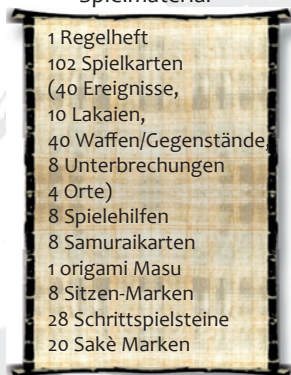 Spielmaterial
1 Regelheft
102 Spielkarten
(40 Ereignisse,
10 Lakaien,
40 Waffen/Gegenstände,
8 Unterbrechungen
4 Orte)
8 Spielehilfen
8 Samuraikarten
1 origami Masu
8 Sitzen-Marken
28 Schrittspielsteine
20 Sakè Marken